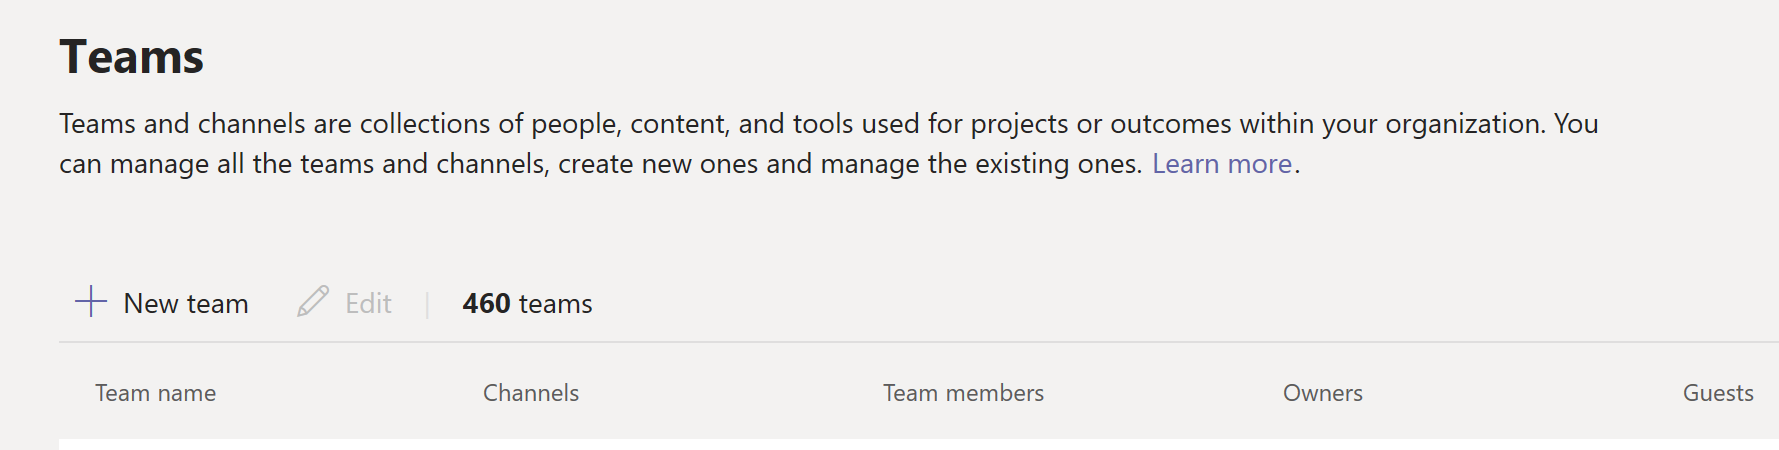 Teams
Teams and channels are collections of people, content, and tools used for projects or outcomes within your organization. You
can manage all the teams and channels, create new ones and manage the existing ones. Learn more.
New team Edit 460 teams
Team name Channels Team members Owners Guests